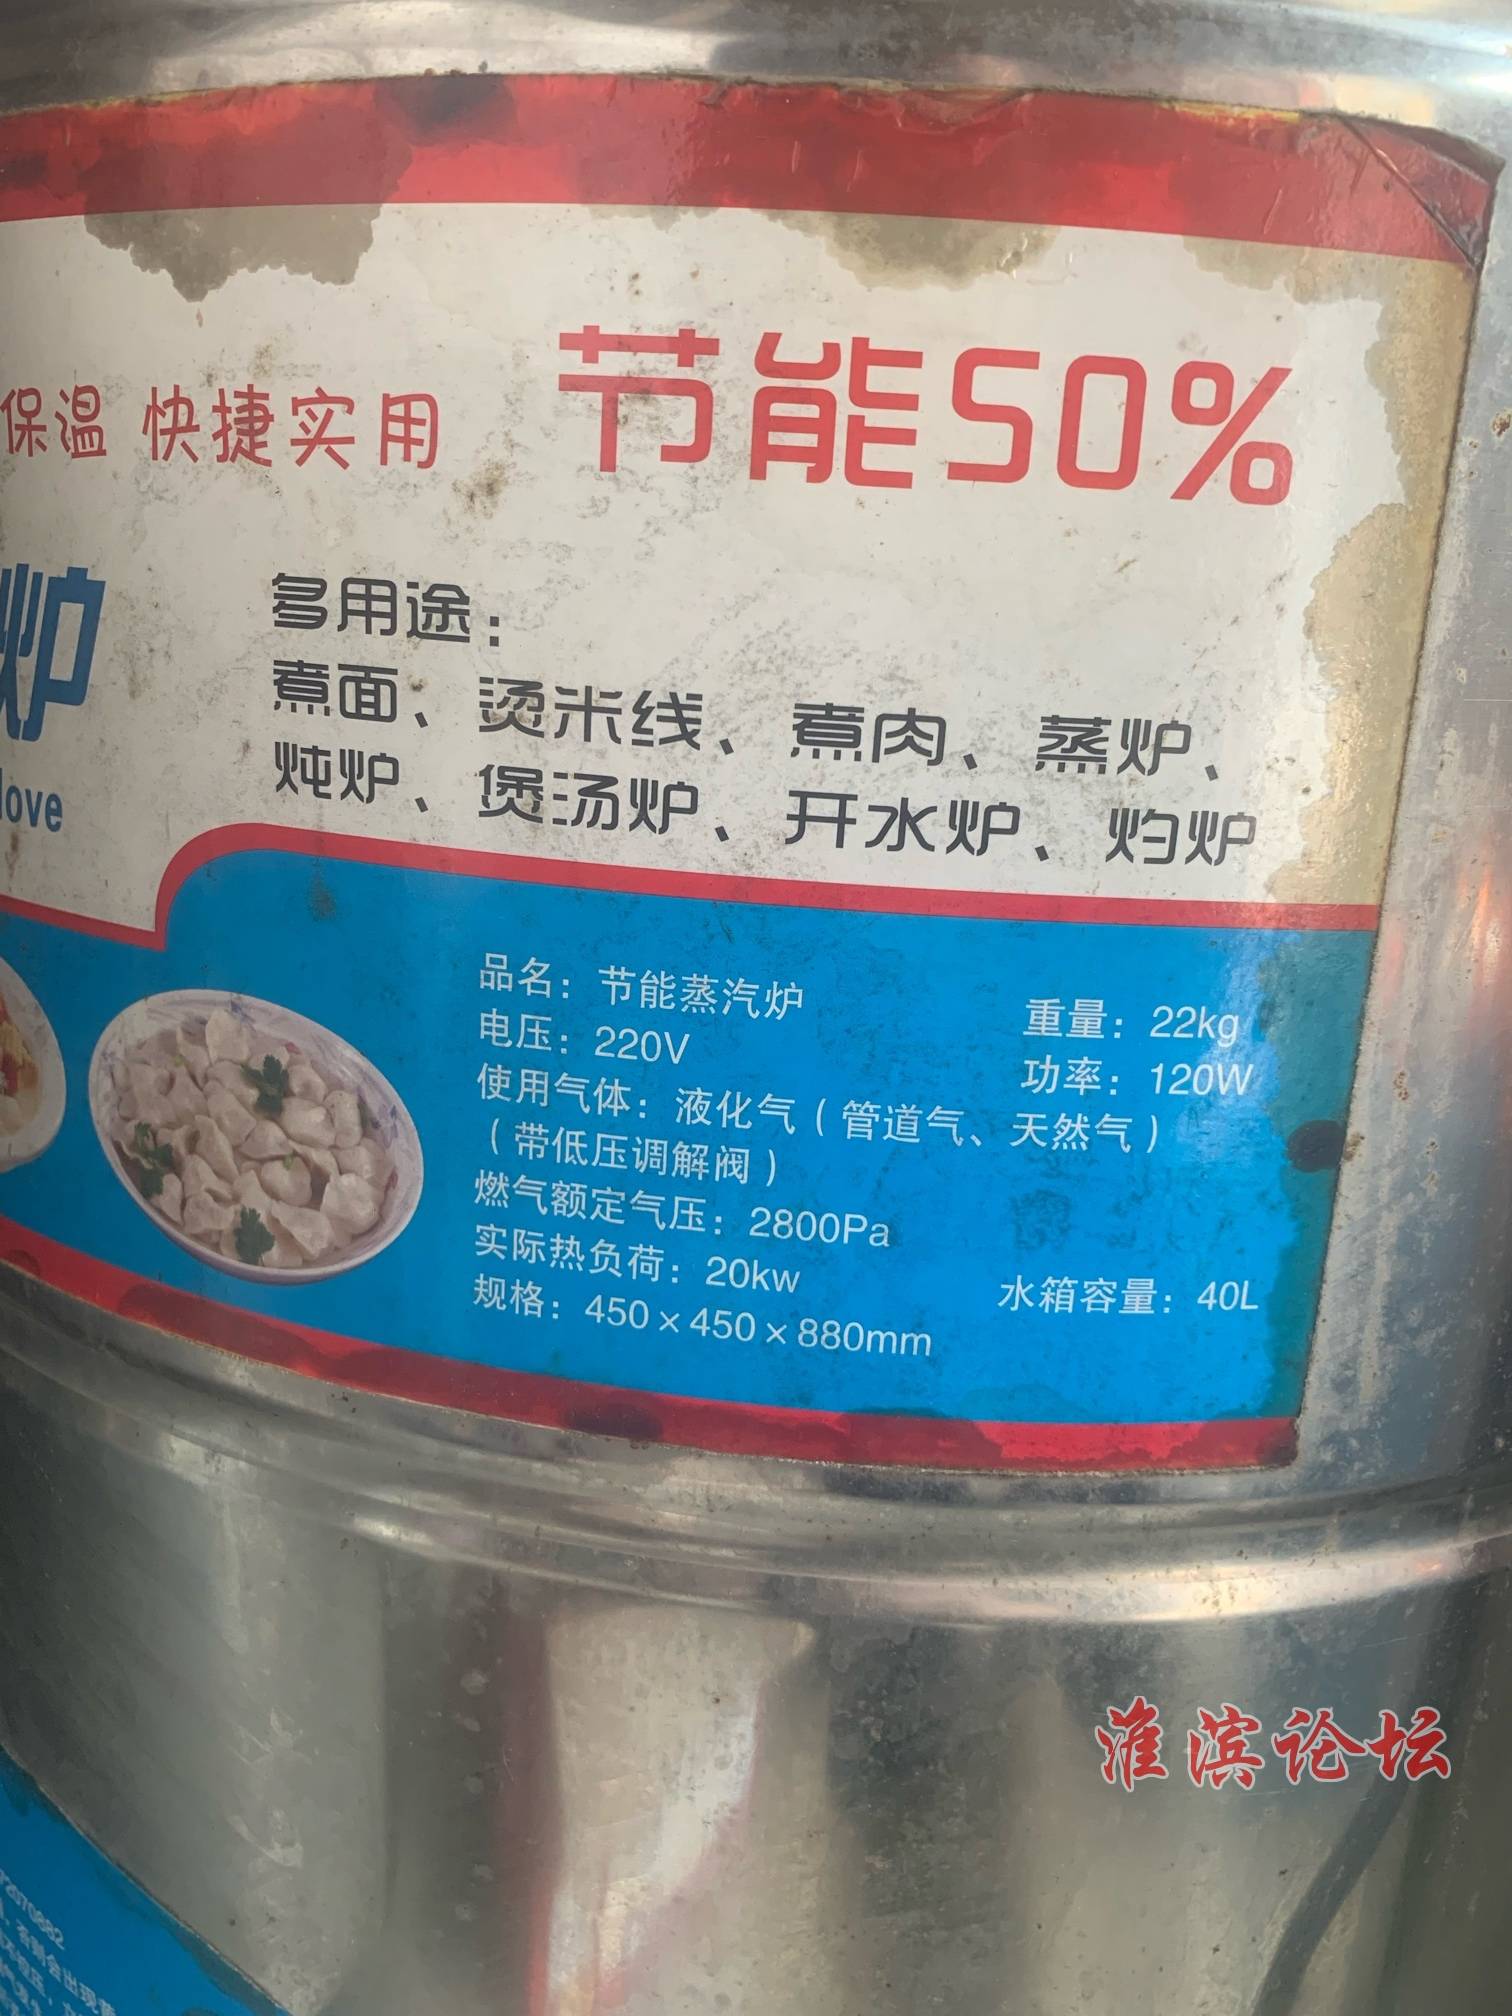 保温 快捷实用 节能50%
炉
love
多用途：
煮面、烫米线、煮肉、蒸炉、
炖炉、煲汤炉、开水炉、灼炉
品名：节能蒸汽炉 重量：22kg
电压：220V 功率：120W
使用气体：液化气（管道气、天然气）
（带低压调解阀）
燃气额定气压：2800Pa
实际热负荷：20kw 水箱容量：40L
规格：450×450×880mm
淮滨论坛
72070882